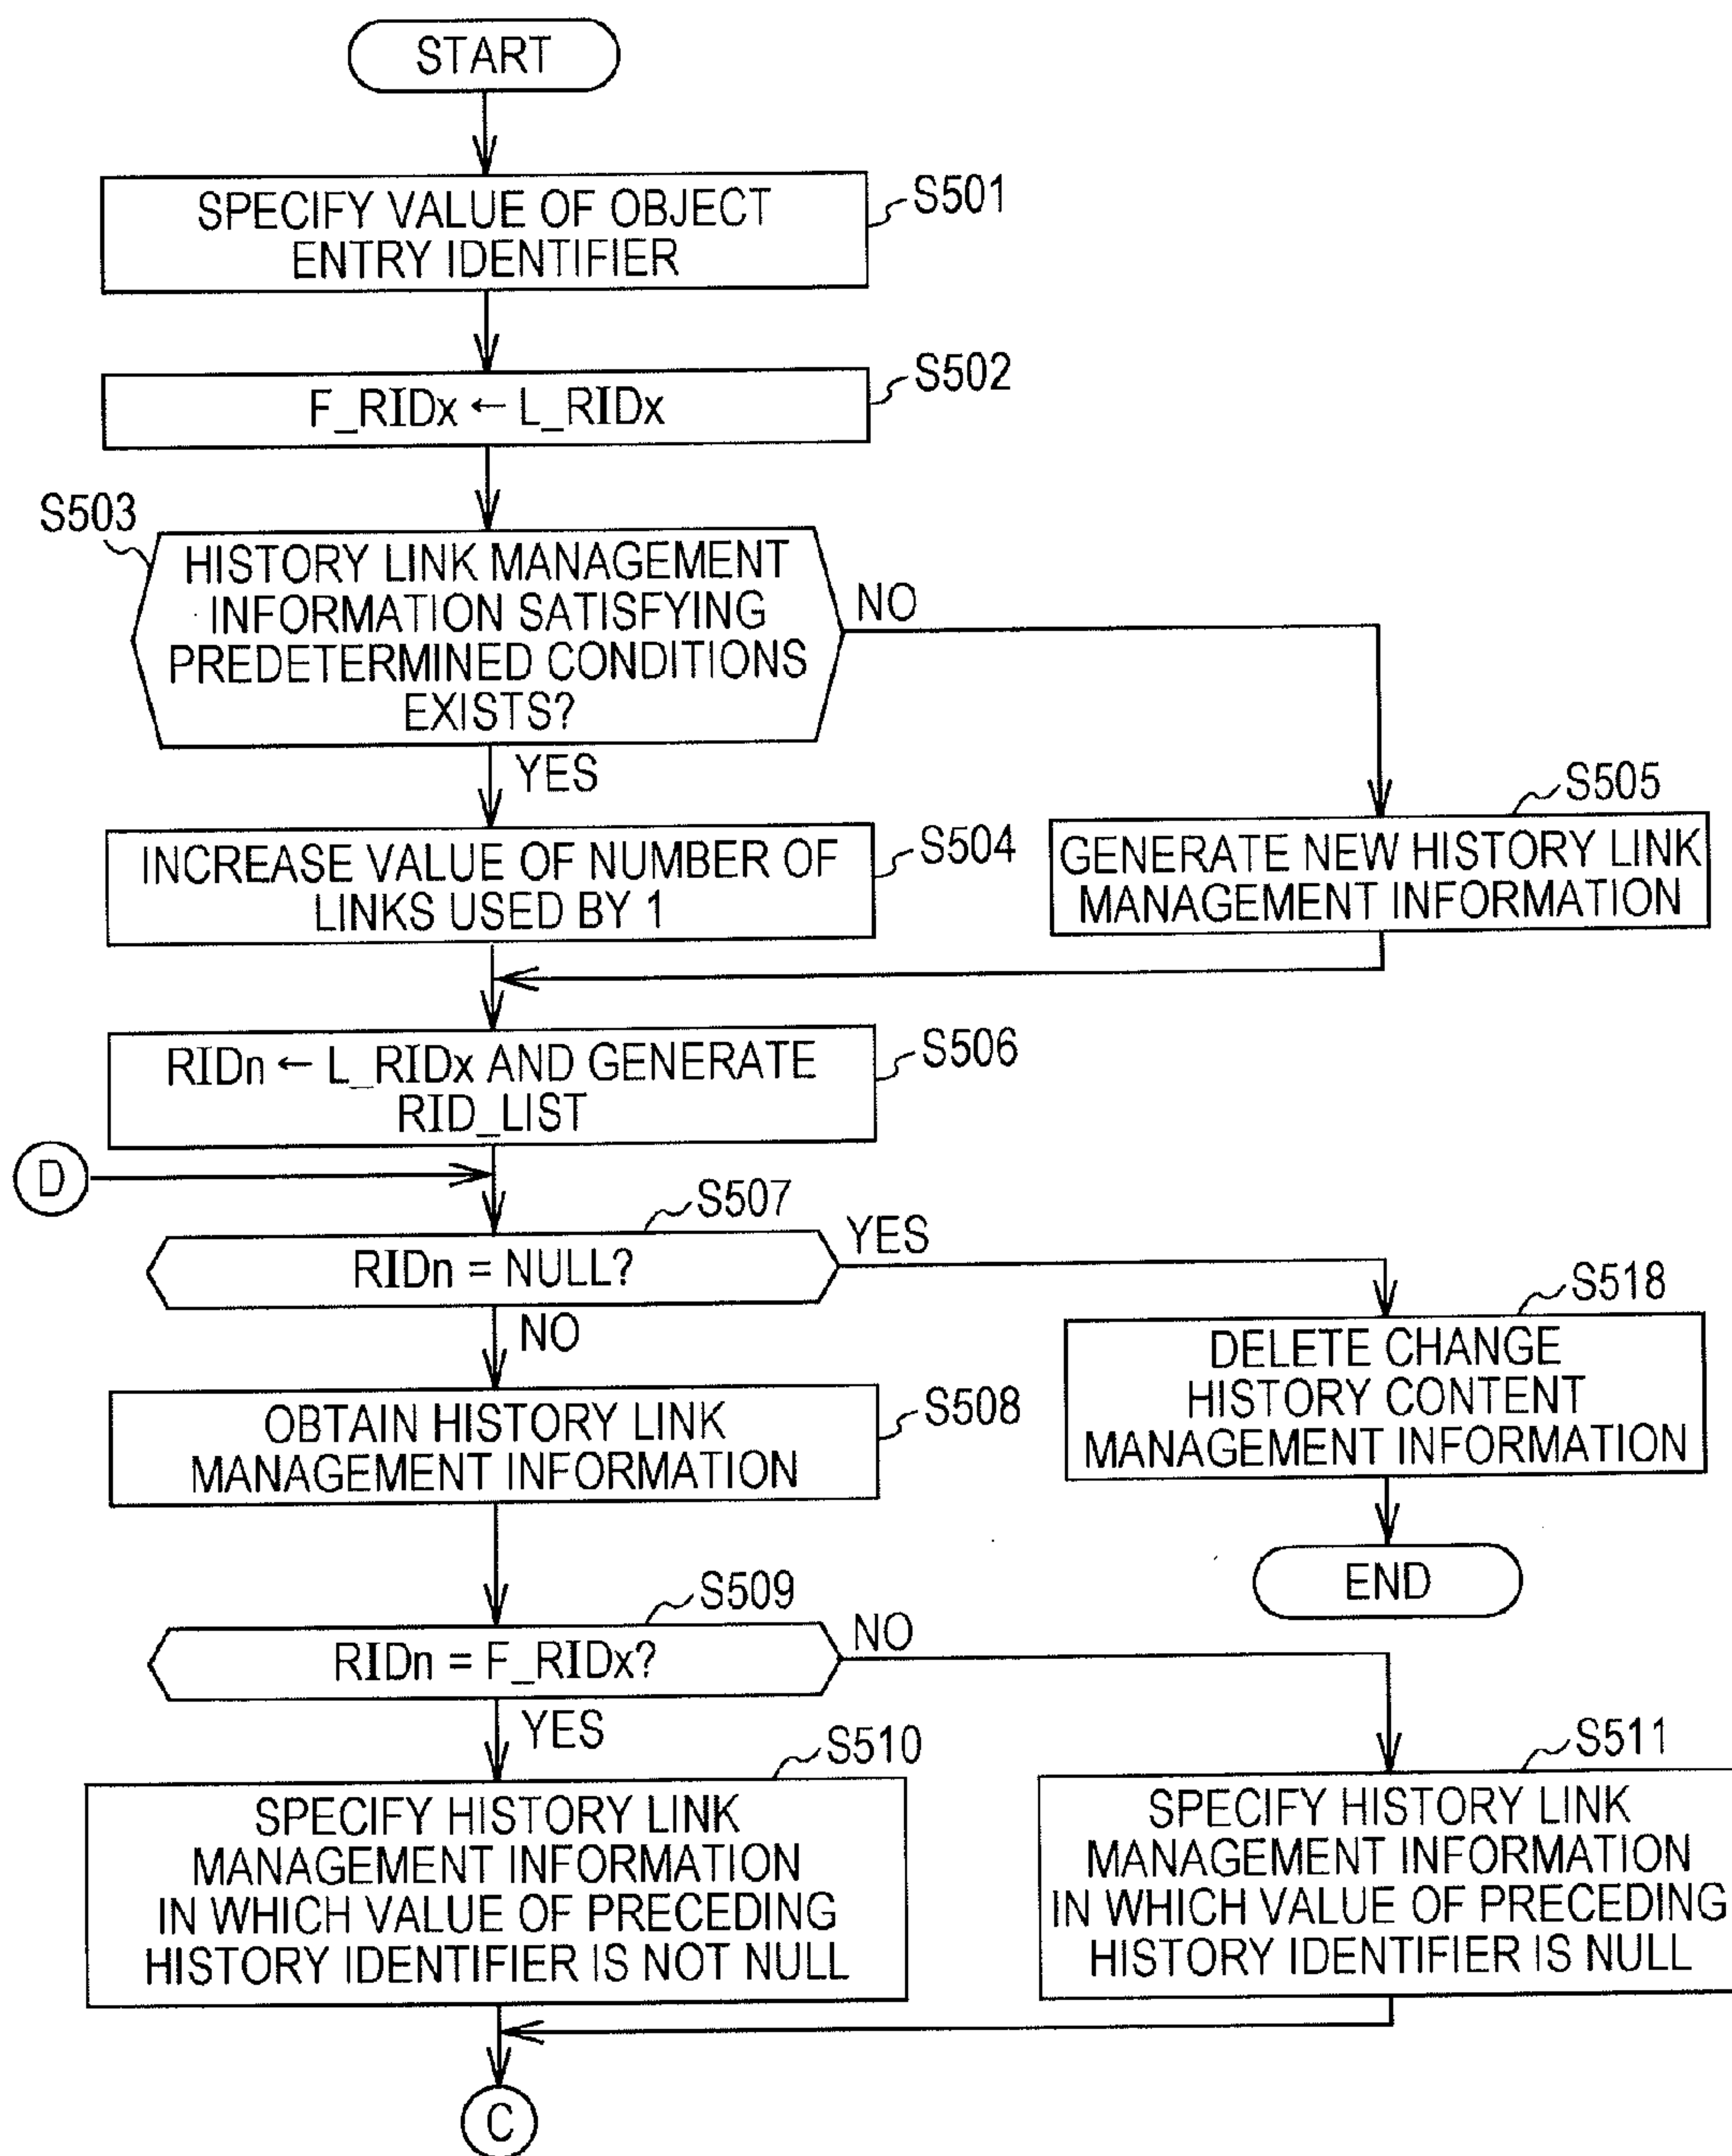 START
SPECIFY VALUE OF OBJECT
ENTRY IDENTIFIER
S501
F_RIDx ← L_RIDx
S502
S503
HISTORY LINK MANAGEMENT
INFORMATION SATISFYING
PREDETERMINED CONDITIONS
EXISTS?
NO
YES
INCREASE VALUE OF NUMBER OF
LINKS USED BY 1
S504
S505
GENERATE NEW HISTORY LINK
MANAGEMENT INFORMATION
RIDn ← L_RIDx AND GENERATE
RID_LIST
S506
D
S507
RIDn = NULL?
YES
NO
S518
DELETE CHANGE
HISTORY CONTENT
MANAGEMENT INFORMATION
END
OBTAIN HISTORY LINK
MANAGEMENT INFORMATION
S508
S509
RIDn = F_RIDx?
NO
YES
S510
SPECIFY HISTORY LINK
MANAGEMENT INFORMATION
IN WHICH VALUE OF PRECEDING
HISTORY IDENTIFIER IS NOT NULL
S511
SPECIFY HISTORY LINK
MANAGEMENT INFORMATION
IN WHICH VALUE OF PRECEDING
HISTORY IDENTIFIER IS NULL
C